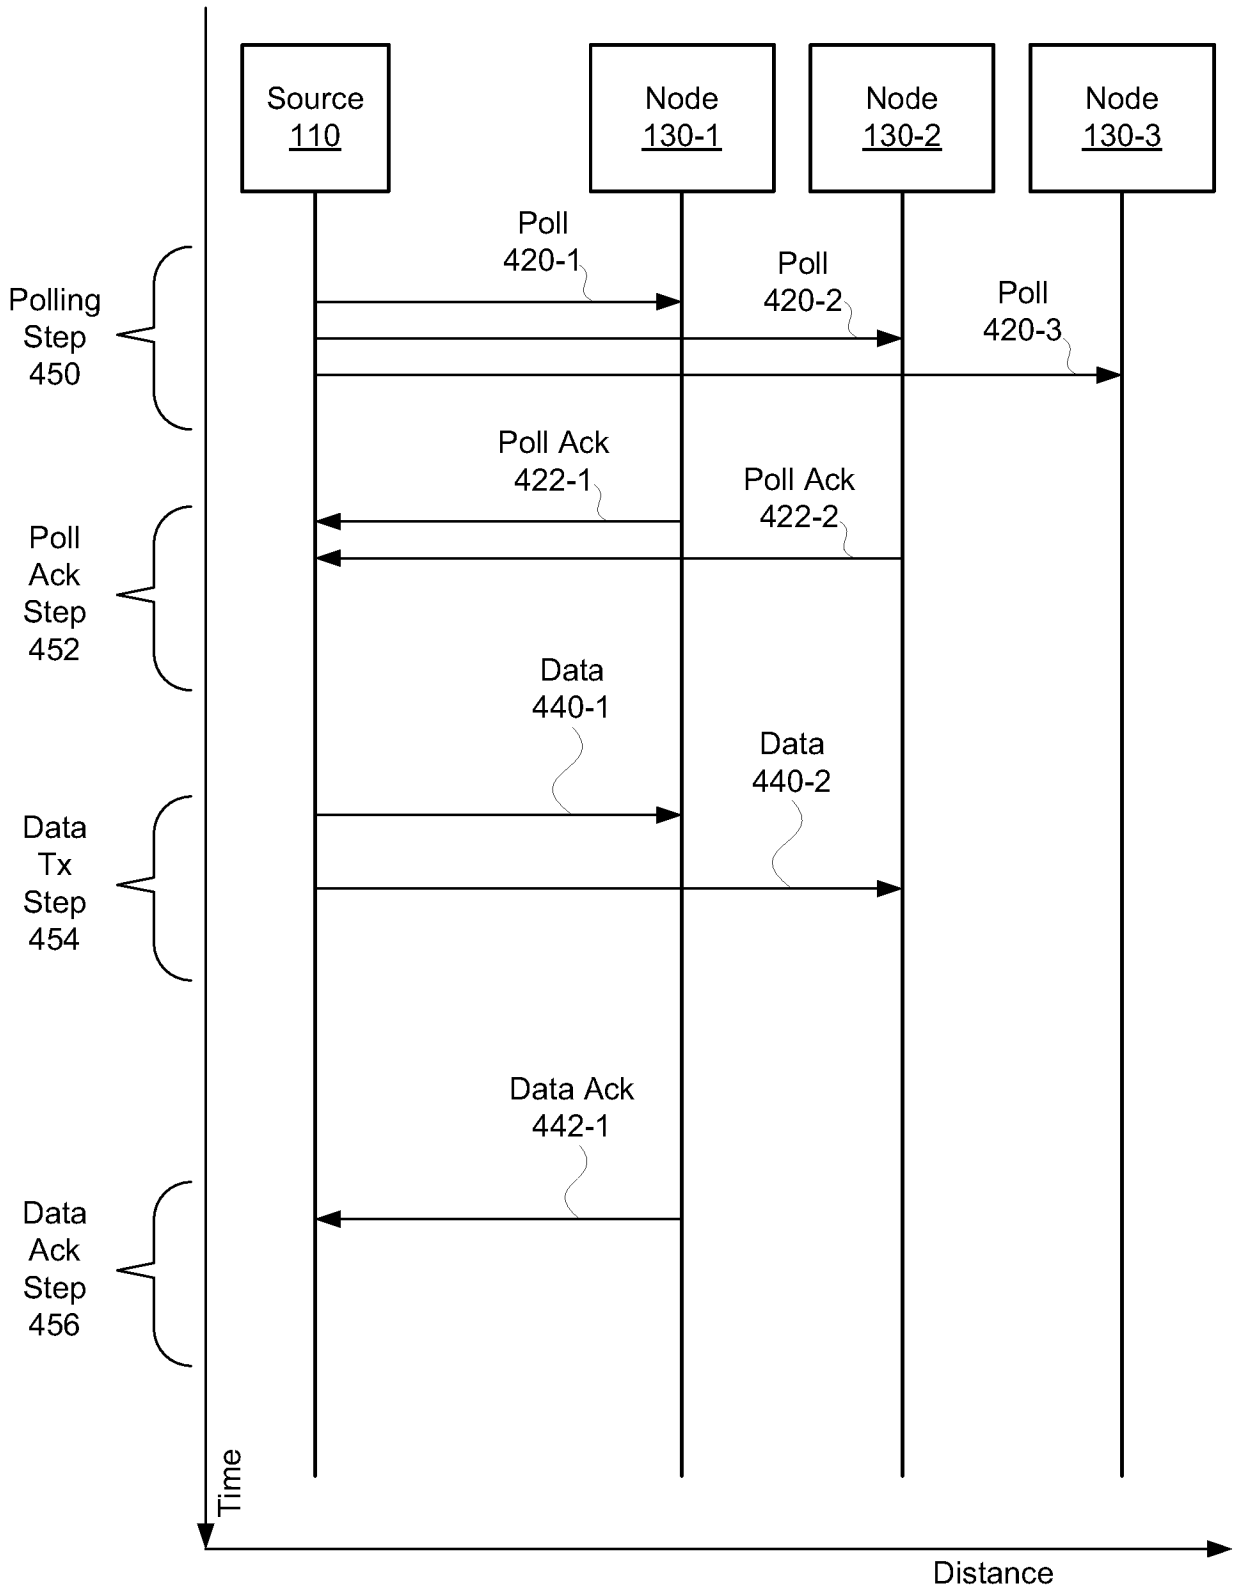 Source
110
Node
130-1
Node
130-2
Node
130-3
Poll
420-1
Poll
420-2
Poll
420-3
Polling
Step
450
Poll Ack
422-1
Poll Ack
422-2
Poll
Ack
Step
452
Data
440-1
Data
440-2
Data
Tx
Step
454
Data Ack
442-1
Data
Ack
Step
456
Time
Distance